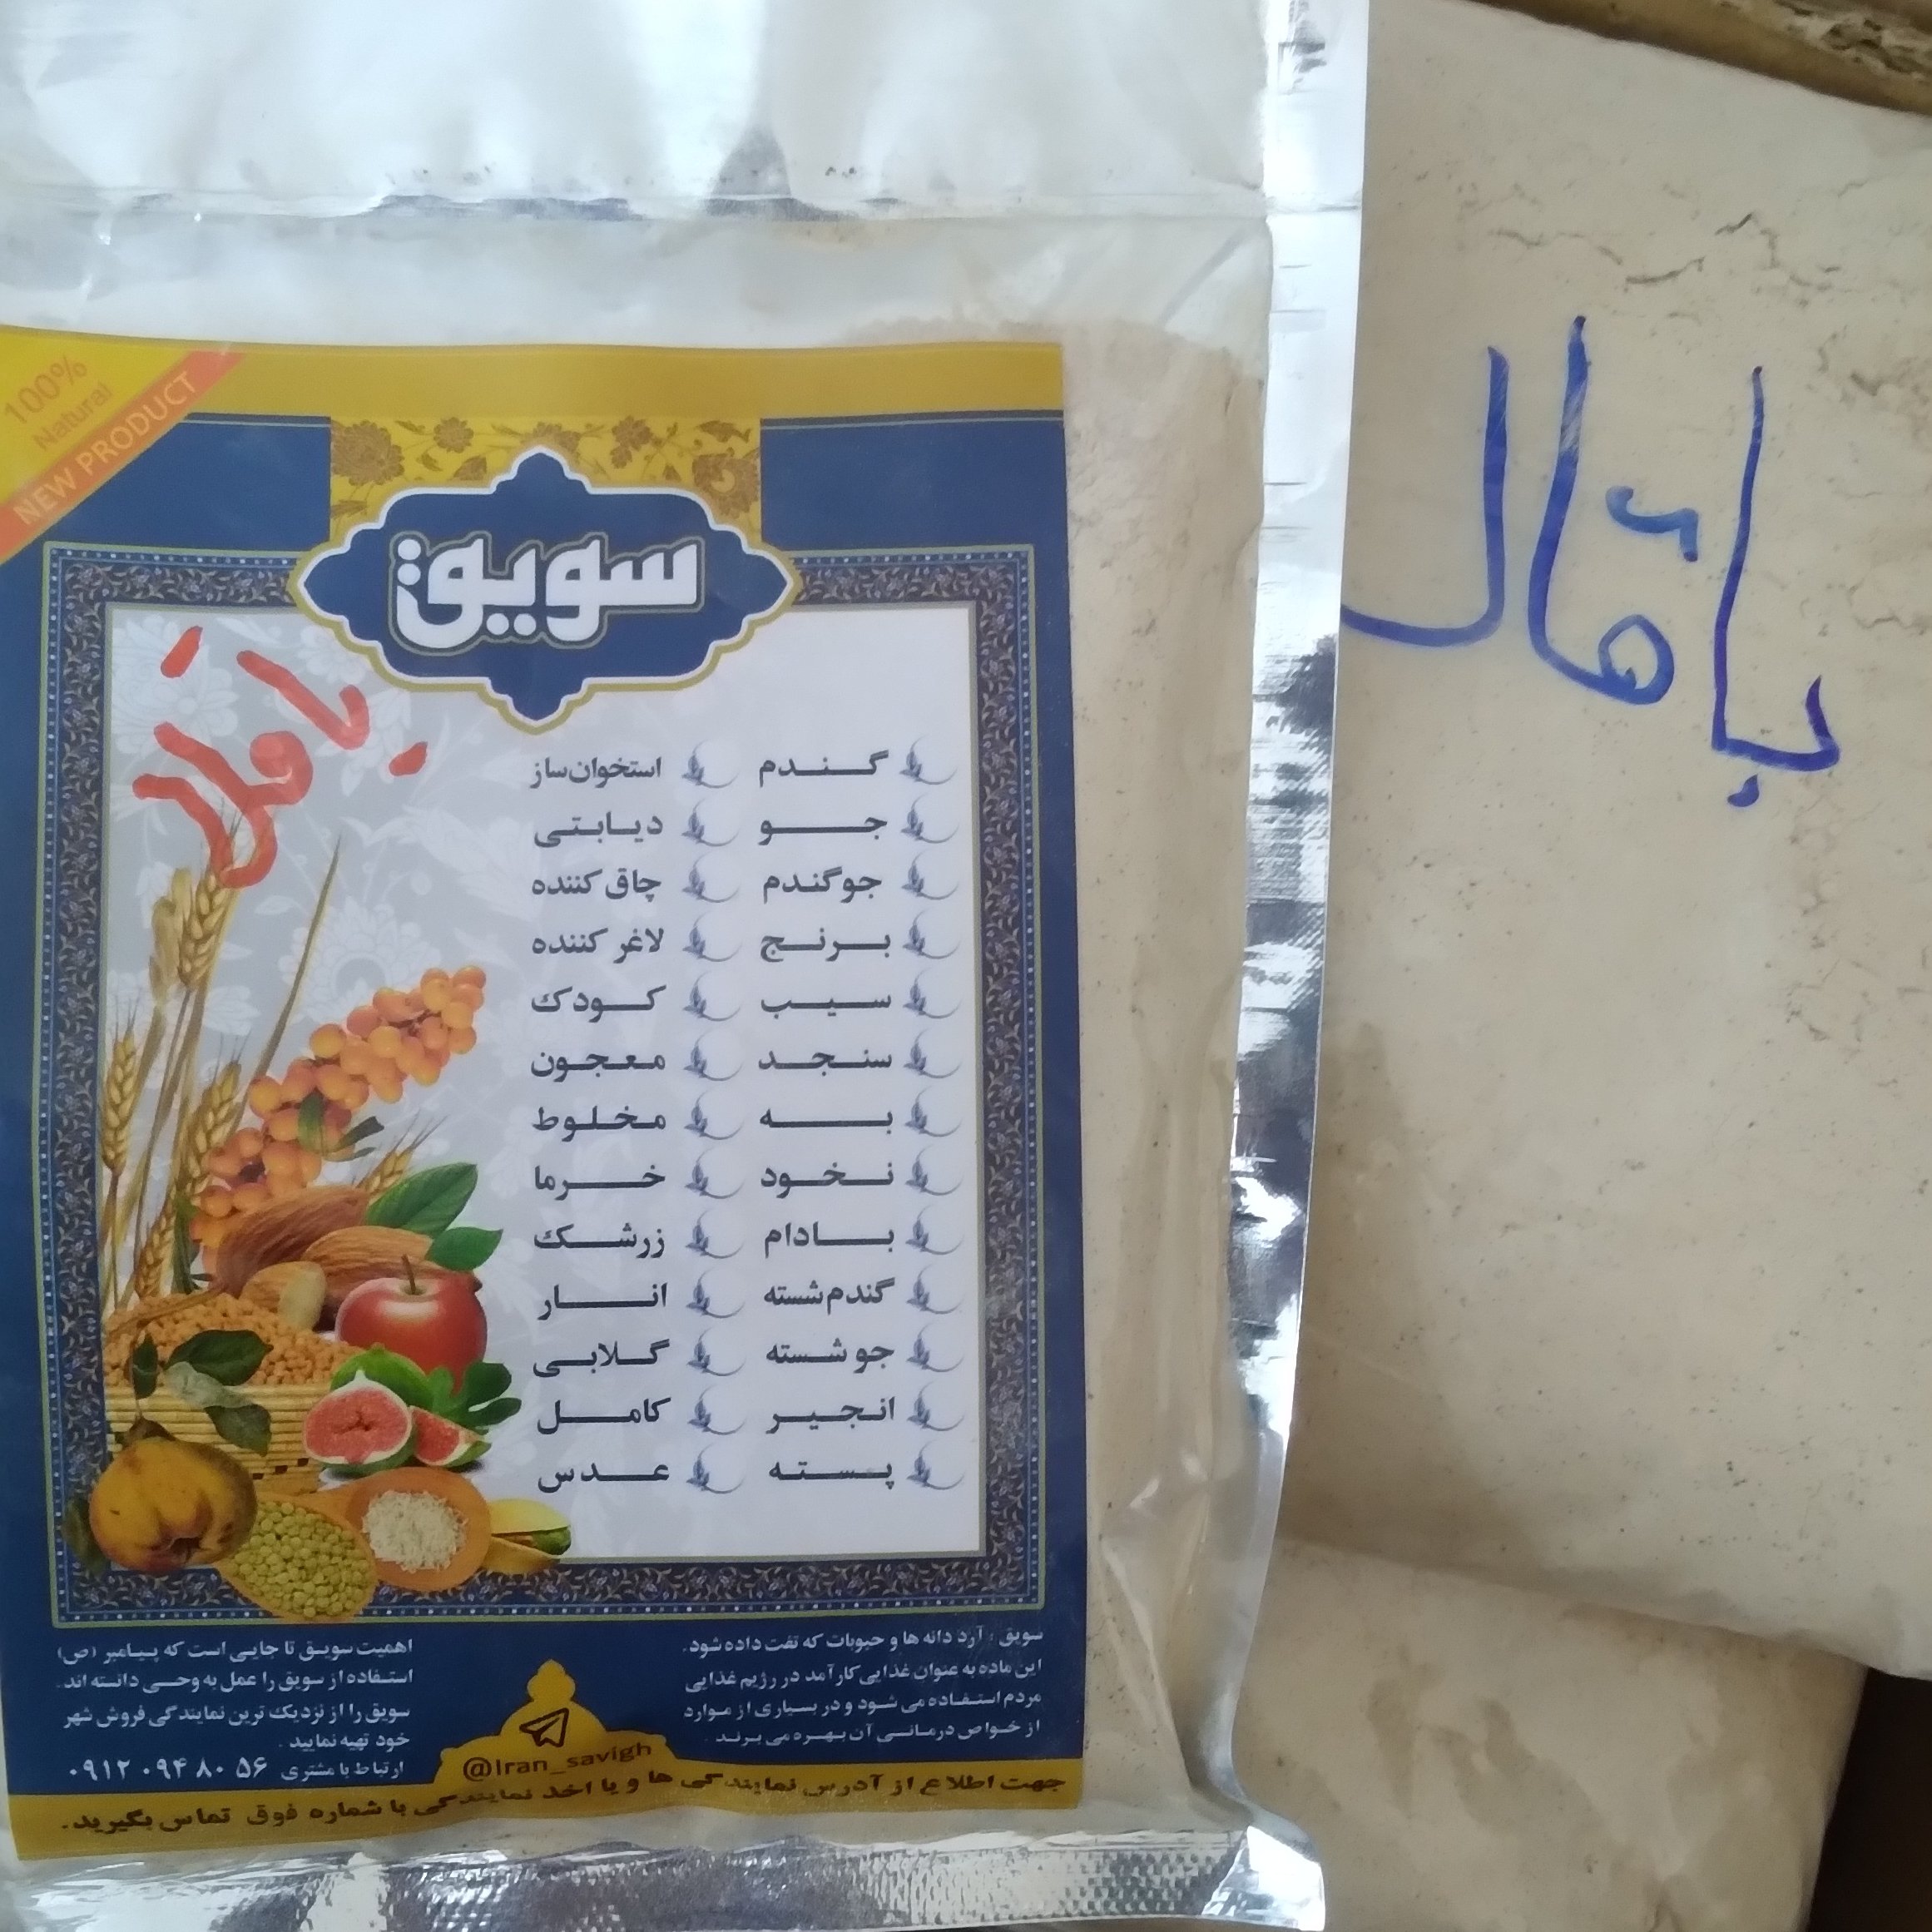 100%
Natural
NEW PRODUCT
سویق
گندم
جو
جوگندم
برنج
سیب
سنجد
به
نخود
بادام
گندم شسته
جو شسته
انجیر
پسته
استخوان‌ساز
دیابتی
چاق کننده
لاغر کننده
کودک
معجون
مخلوط
خرما
زرشک
انار
گلابی
کامل
عدس
سویق : آرد دانه ها و حبوبات که تفت داده شود.
این ماده به عنوان غذایی کارآمد در رژیم غذایی
مردم استفاده می شود و در بسیاری از موارد
از خواص درمانی آن بهره می برند .
اهمیت سویق تا جایی است که پیامبر (ص)
استفاده از سویق را عمل به وحی دانسته اند.
سویق را از نزدیک ترین نمایندگی فروش شهر
خود تهیه نمایید .
ارتباط با مشتری ۰۹۱۲ ۰۹۴ ۸۰ ۵۶
@Iran_savigh
جهت اطلاع از آدرس نمایندگی ها و یا اخذ نمایندگی با شماره فوق تماس بگیرید.